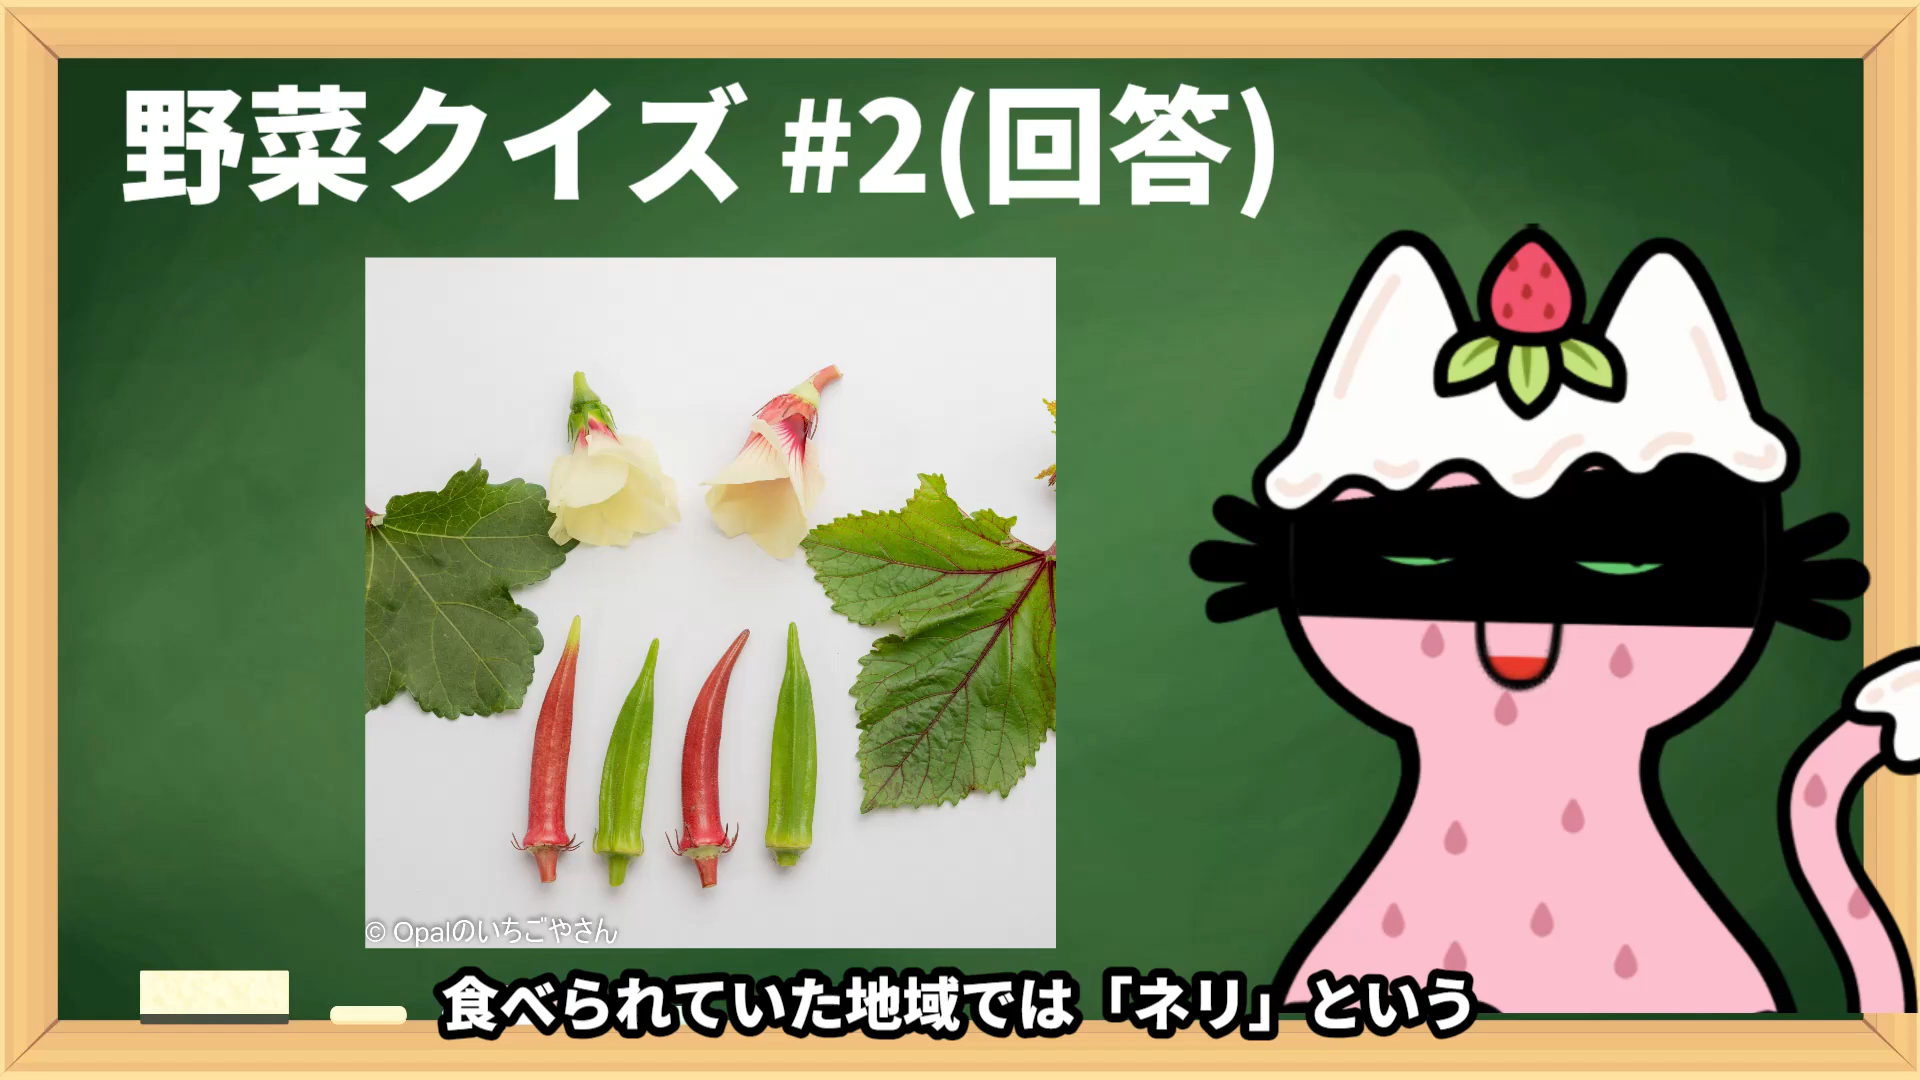 野菜クイズ #2(回答)
© Opalのいちごやさん
食べられていた地域では「ネリ」という